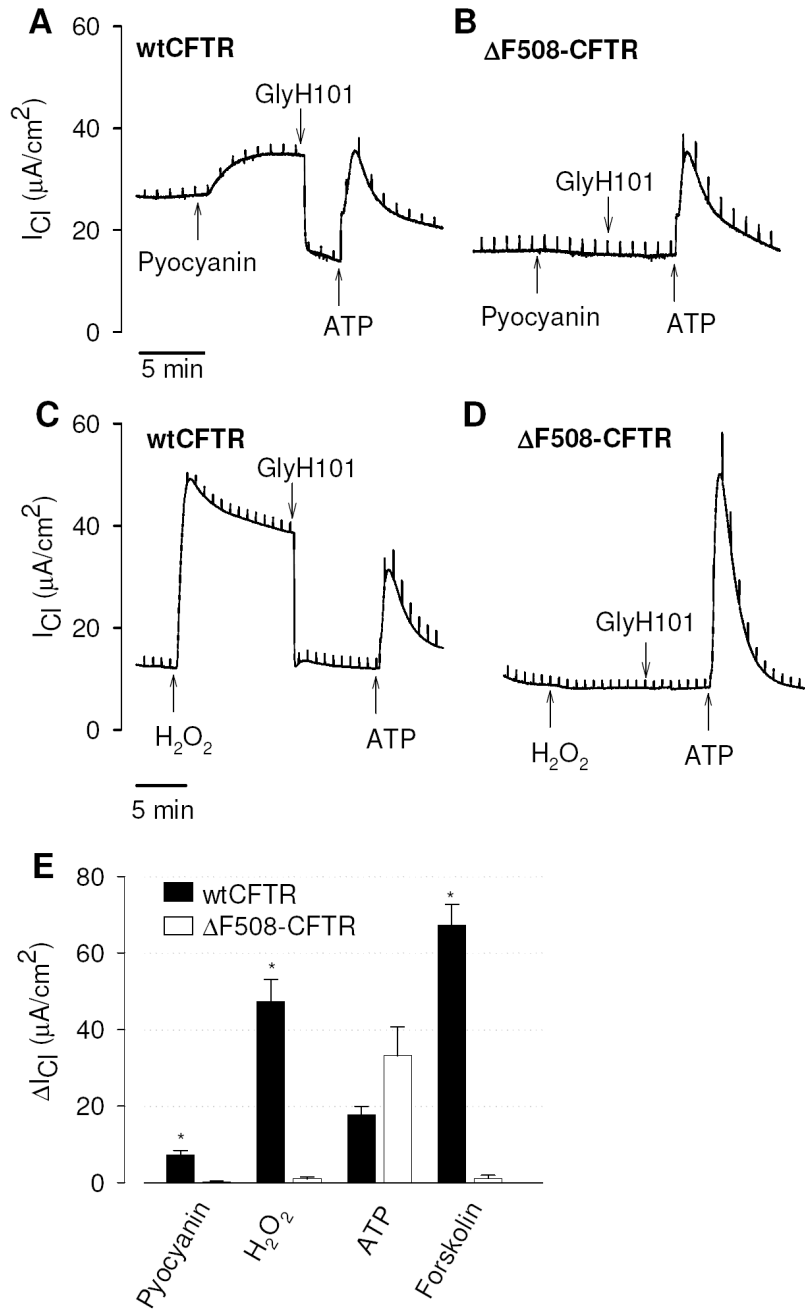 A
wtCFTR
60
40
20
0
I_Cl (μA/cm²)
GlyH101
Pyocyanin
ATP
5 min
B
ΔF508-CFTR
GlyH101
Pyocyanin
ATP
C
wtCFTR
60
40
20
0
I_Cl (μA/cm²)
GlyH101
H₂O₂
ATP
5 min
D
ΔF508-CFTR
GlyH101
H₂O₂
ATP
E
80
60
40
20
0
ΔI_Cl (μA/cm²)
wtCFTR
ΔF508-CFTR
*
*
*
Pyocyanin
H₂O₂
ATP
Forskolin